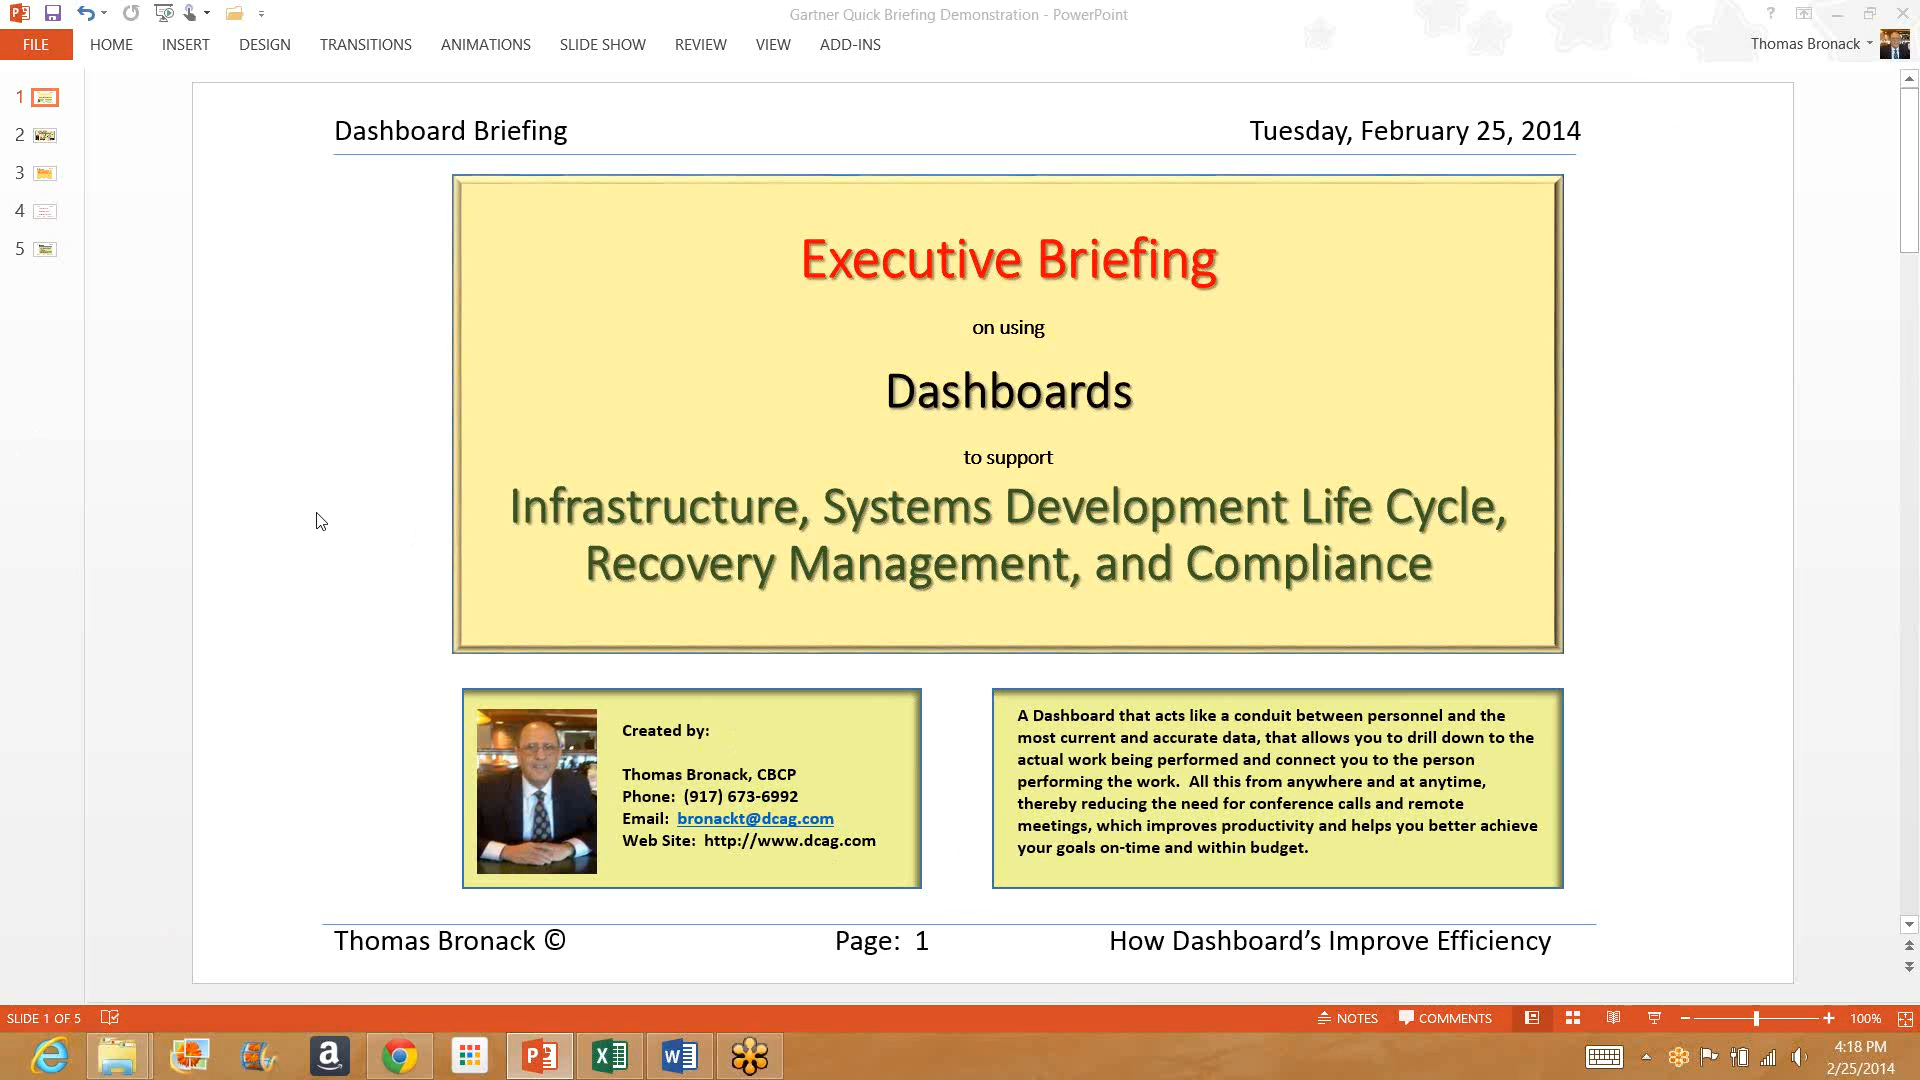 Gartner Quick Briefing Demonstration - PowerPoint
FILE HOME INSERT DESIGN TRANSITIONS ANIMATIONS SLIDE SHOW REVIEW VIEW ADD-INS Thomas Bronack
1
2
3
4
5
Dashboard Briefing Tuesday, February 25, 2014
Executive Briefing
on using
Dashboards
to support
Infrastructure, Systems Development Life Cycle,
Recovery Management, and Compliance
Created by:
Thomas Bronack, CBCP
Phone: (917) 673-6992
Email: bronackt@dcag.com
Web Site: http://www.dcag.com
A Dashboard that acts like a conduit between personnel and the
most current and accurate data, that allows you to drill down to the
actual work being performed and connect you to the person
performing the work. All this from anywhere and at anytime,
thereby reducing the need for conference calls and remote
meetings, which improves productivity and helps you better achieve
your goals on-time and within budget.
Thomas Bronack © Page: 1 How Dashboard’s Improve Efficiency
SLIDE 1 OF 5 NOTES COMMENTS 100%
4:18 PM
2/25/2014